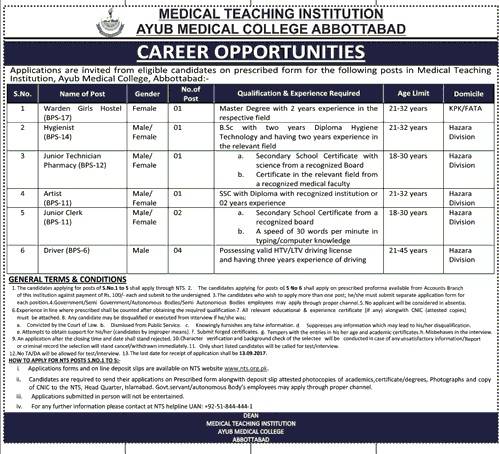 MEDICAL TEACHING INSTITUTION
AYUB MEDICAL COLLEGE ABBOTTABAD
CAREER OPPORTUNITIES
Applications are invited from eligible candidates on prescribed form for the following posts in Medical Teaching
Institution, Ayub Medical College, Abbottabad:-
S.No. Name of Post Gender No.of Post Qualification & Experience Required Age Limit Domicile
1 Warden Girls Hostel (BPS-17) Female 01 Master Degree with 2 years experience in the respective field 21-32 years KPK/FATA
2 Hygienist (BPS-14) Male/ Female 01 B.Sc with two years Diploma Hygiene Technology and having two years experience in the relevant field 21-32 years Hazara Division
3 Junior Technician Pharmacy (BPS-12) Male/ Female 01 a. Secondary School Certificate with science from a recognized Board b. Certificate in the relevant field from a recognized medical faculty 18-30 years Hazara Division
4 Artist (BPS-11) Male/ Female 01 SSC with Diploma with recognized institution or 02 years experience 21-32 years Hazara Division
5 Junior Clerk (BPS-11) Male/ Female 02 a. Secondary School Certificate from a recognized board b. A speed of 30 words per minute in typing/computer knowledge 18-30 years Hazara Division
6 Driver (BPS-6) Male 04 Possessing valid HTV/LTV driving license and having three years experience of driving 21-45 years Hazara Division
GENERAL TERMS & CONDITIONS
1. The candidates applying for posts of S.No.1 to 5 shall apply through NTS. 2. The candidates applying for posts of S No 6 shall apply on prescribed proforma available from Accounts Branch
of this institution against payment of Rs. 100/- each and submit to the undersigned. 3.The candidates who wish to apply more than one post; he/she must submit separate application form for
each position.4.Government/Semi Government/Autonomous Bodies/Semi Autonomous Bodies employees may apply through proper channel.5.No applicant will be considered in absentia.
6.Experience in line where prescribed shall be counted after obtaining the required qualification 7. All relevant educational & experience certificate (if any) alongwith CNIC (attested copies)
must be attached. 8. Any candidate may be disqualified or executed from interview if he/she was;
a. Convicted by the Court of Law. b. Dismissed from Public Service. c. Knowingly furnishes any false information. d. Suppresses any information which may lead to his/her disqualification.
e. Attempts to obtain support for his/her (candidate by improper means). f. Submit forged certificates. g. Tempers with the entries in his her age and academic certificates. h. Misbehaves in the interview.
9. An application after the closing time and date shall stand rejected. 10.Character verification and background check of the selection will be conducted in case of any unsatisfactory information/Report
or criminal record the selection will stand cancel/withdrawn immediately. 11. Only short listed candidates will be called for test/interview.
12.No TA/DA will be allowed for test/interview. 13. The last date for receipt of application shall be 13.09.2017.
HOW TO APPLY FOR NTS POSTS S.NO.1 TO 5:-
i. Applications forms and on line deposit slips are available on NTS website www.nts.org.pk.
ii. Candidates are required to send their applications on Prescribed form alongwith deposit slip attested photocopies of academics,certificate/degrees, Photographs and copy
of CNIC to the NTS, Head Quarter, Islamabad. Govt.servant/autonomous Body's employees may apply through proper channel.
iii. Applications submitted in person will not be entertained.
iv. For any further information please contact at NTS helpline UAN: +92-51-844-444-1
DEAN
MEDICAL TEACHING INSTITUTION
AYUB MEDICAL COLLEGE
ABBOTTABAD